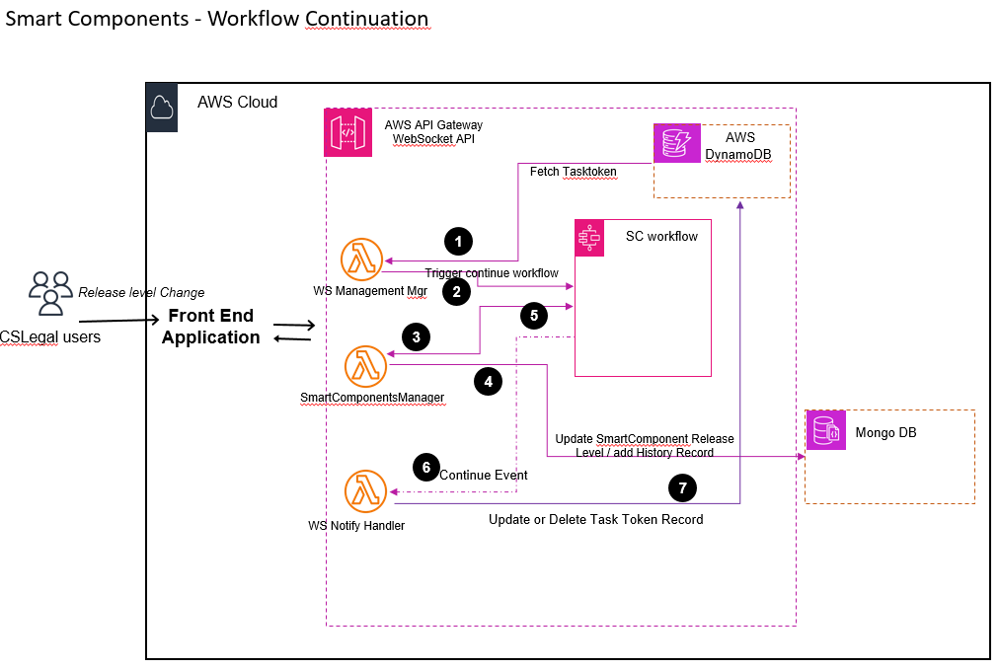 Smart Components - Workflow Continuation
AWS Cloud
AWS API Gateway
WebSocket API
AWS
DynamoDB
Fetch Tasktoken
SC workflow
1
Trigger continue workflow
WS Management Mgr
2
Release level Change
CSLegal users
Front End
Application
5
3
4
SmartComponentsManager
Update SmartComponent Release
Level / add History Record
Mongo DB
6
Continue Event
7
WS Notify Handler
Update or Delete Task Token Record